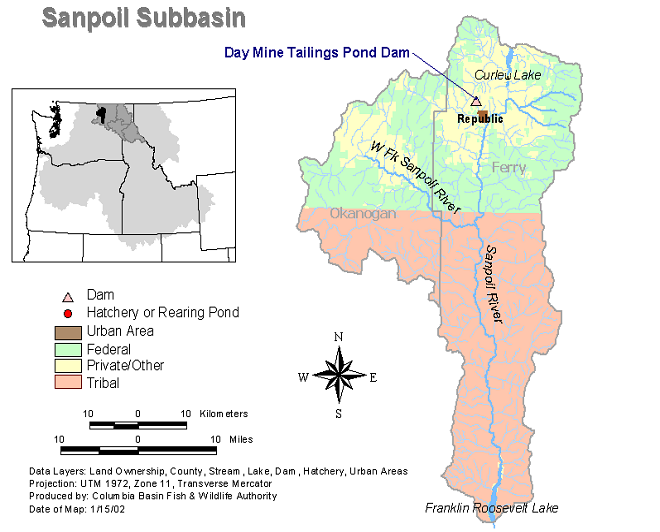 Sanpoil Subbasin
Day Mine Tailings Pond Dam
Curlew Lake
Republic
W Fk Sanpoil River
Ferry
Okanogan
Sanpoil River
Dam
Hatchery or Rearing Pond
Urban Area
Federal
Private/Other
Tribal
N
W E
S
10 0 10 Kilometers
10 0 10 Miles
Data Layers: Land Ownership, County, Stream, Lake, Dam, Hatchery, Urban Areas
Projection: UTM 1972, Zone 11, Transverse Mercator
Produced by: Columbia Basin Fish & Wildlife Authority
Date of Map: 1/15/02
Franklin Roosevelt Lake